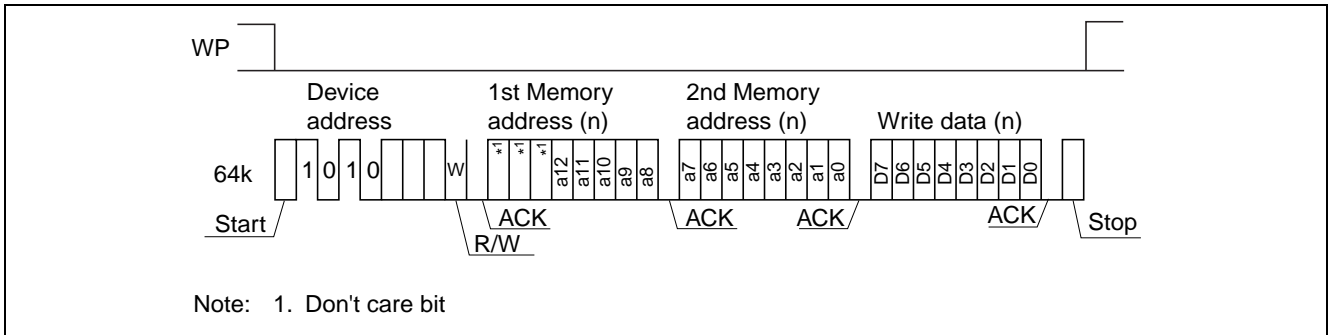 WP
Device address
1st Memory address (n)
2nd Memory address (n)
Write data (n)
64k
1 0 1 0 W *1 *1 *1 a12 a11 a10 a9 a8 a7 a6 a5 a4 a3 a2 a1 a0 D7 D6 D5 D4 D3 D2 D1 D0
Start
ACK
ACK
ACK
ACK
Stop
R/W
Note: 1. Don't care bit